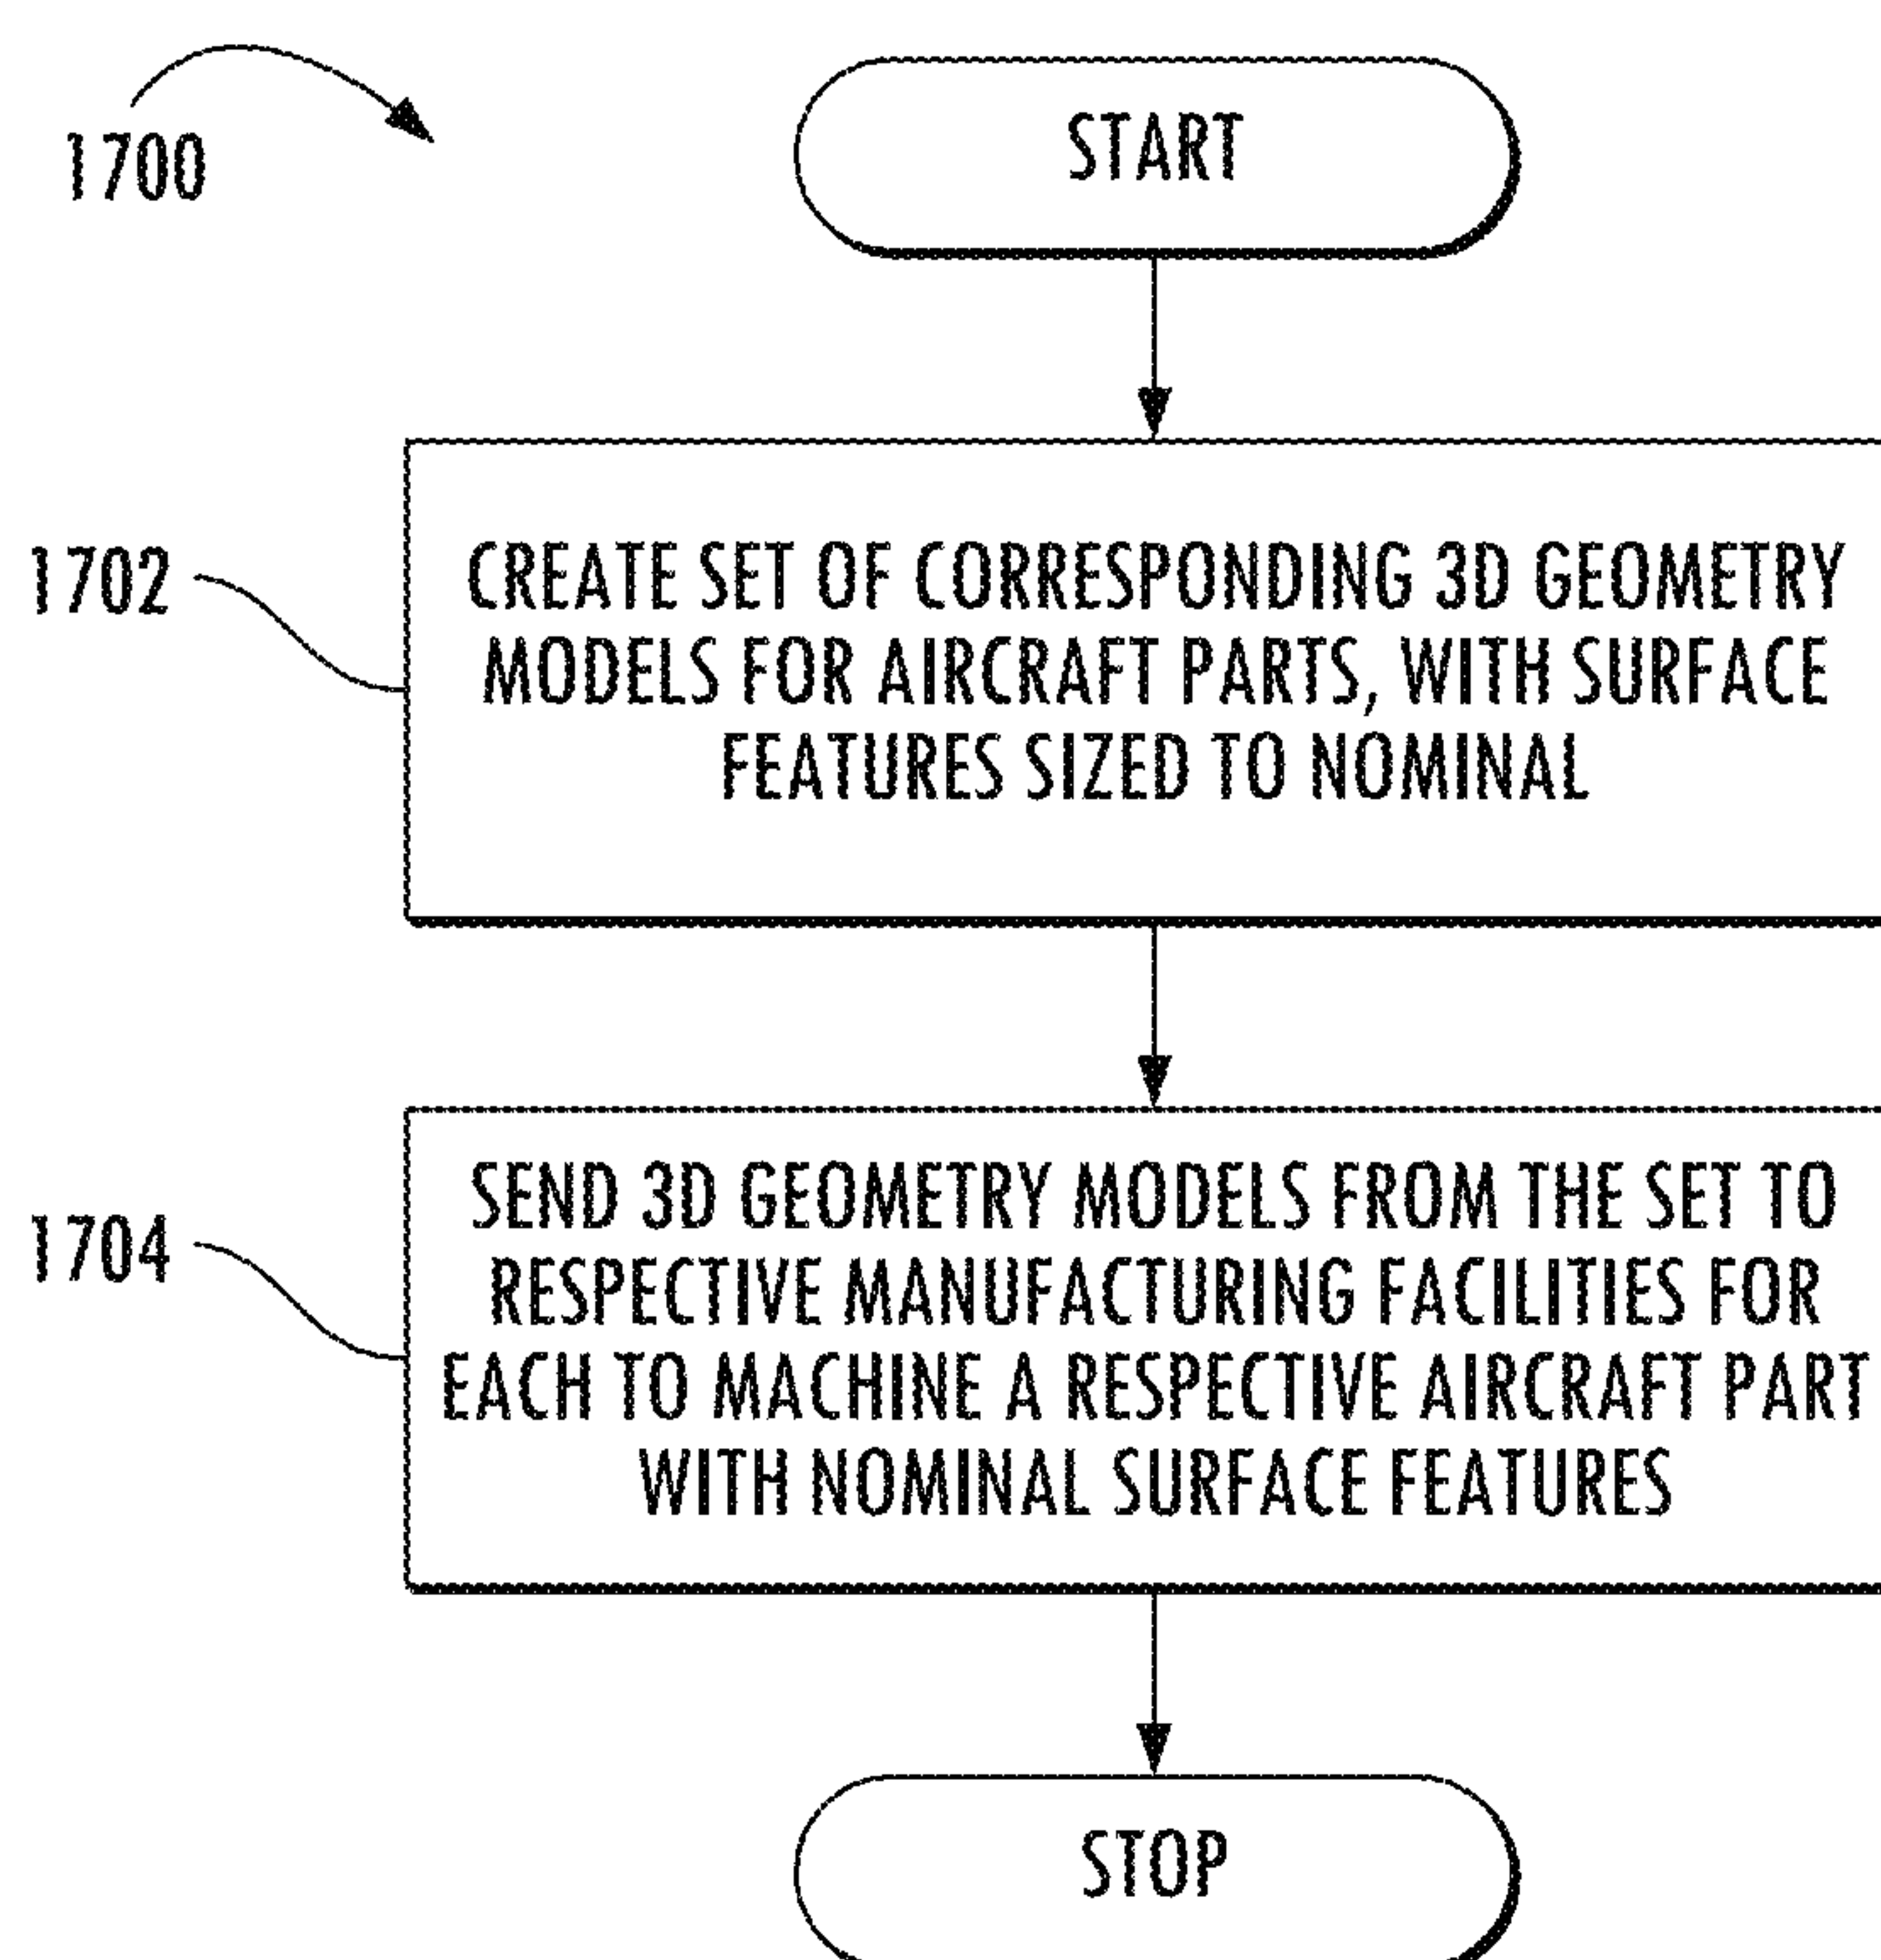 1700
START
1702
CREATE SET OF CORRESPONDING 3D GEOMETRY
MODELS FOR AIRCRAFT PARTS, WITH SURFACE
FEATURES SIZED TO NOMINAL
1704
SEND 3D GEOMETRY MODELS FROM THE SET TO
RESPECTIVE MANUFACTURING FACILITIES FOR
EACH TO MACHINE A RESPECTIVE AIRCRAFT PART
WITH NOMINAL SURFACE FEATURES
STOP